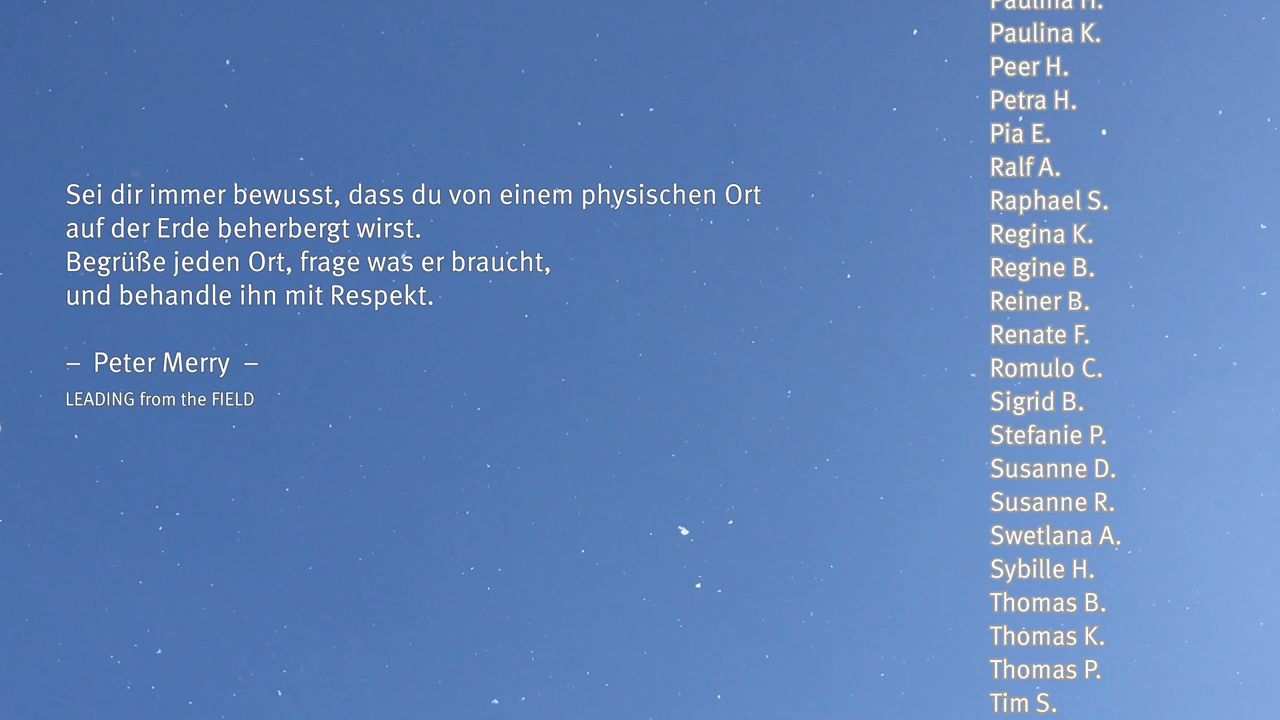 Sei dir immer bewusst, dass du von einem physischen Ort
auf der Erde beherbergt wirst.
Begrüße jeden Ort, frage was er braucht,
und behandle ihn mit Respekt.
– Peter Merry –
LEADING from the FIELD
Paulina H.
Paulina K.
Peer H.
Petra H.
Pia E.
Ralf A.
Raphael S.
Regina K.
Regine B.
Reiner B.
Renate F.
Romulo C.
Sigrid B.
Stefanie P.
Susanne D.
Susanne R.
Swetlana A.
Sybille H.
Thomas B.
Thomas K.
Thomas P.
Tim S.